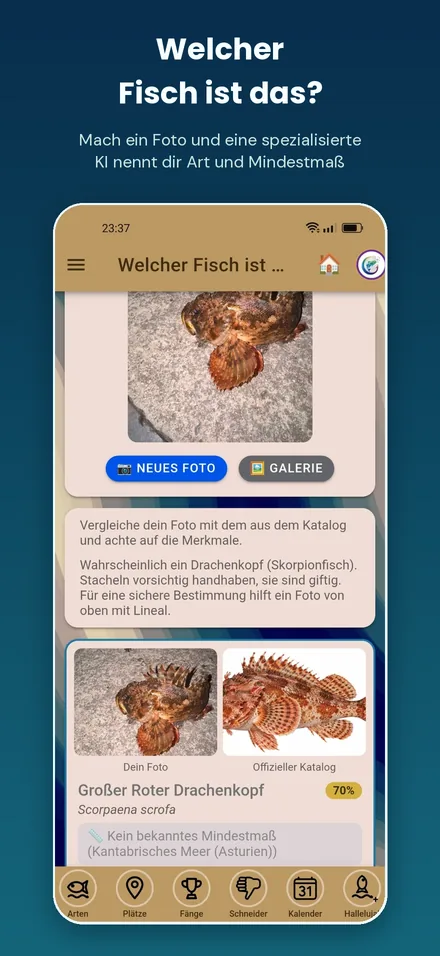 Welcher
Fisch ist das?
Mach ein Foto und eine spezialisierte
KI nennt dir Art und Mindestmaß
23:37
Welcher Fisch ist ...
NEUES FOTO
GALERIE
Vergleiche dein Foto mit dem aus dem Katalog
und achte auf die Merkmale.
Wahrscheinlich ein Drachenkopf (Skorpionfisch).
Stacheln vorsichtig handhaben, sie sind giftig.
Für eine sichere Bestimmung hilft ein Foto von
oben mit Lineal.
Dein Foto
Offizieller Katalog
Großer Roter Drachenkopf
70%
Scorpaena scrofa
Kein bekanntes Mindestmaß
(Kantabrisches Meer (Asturien))
31
Arten
Plätze
Fänge
Schneider
Kalender
Halleluja